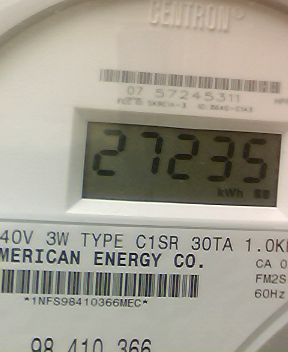 CENTRON®
07 57245311
27235
kWh
40V 3W TYPE C1SR 30TA 1.0K
MERICAN ENERGY CO.
CA 0
FM2S
60Hz
*1NFS98410366MEC*
98 410 366